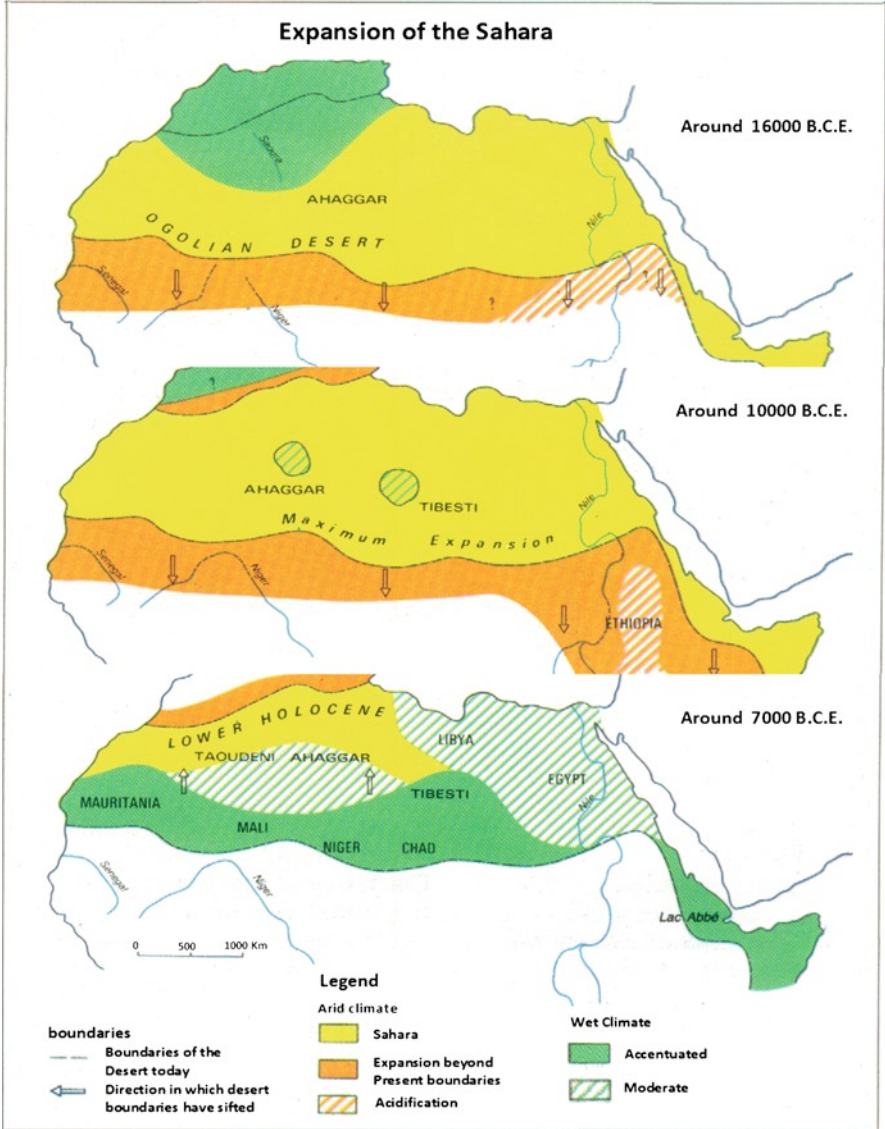 Expansion of the Sahara
Around 16000 B.C.E.
Saoura
AHAGGAR
OGOLIAN DESERT
Nile
Senegal
Niger
?
?
Around 10000 B.C.E.
?
AHAGGAR
TIBESTI
Maximum Expansion
Nile
Senegal
Niger
ETHIOPIA
Around 7000 B.C.E.
LOWER HOLOCENE
LIBYA
TAOUDENI AHAGGAR
EGYPT
TIBESTI
Nile
MAURITANIA
MALI
NIGER CHAD
Senegal
Niger
Lac Abbé
0 500 1000 Km
Legend
boundaries
Boundaries of the
Desert today
Direction in which desert
boundaries have sifted
Arid climate
Sahara
Expansion beyond
Present boundaries
Acidification
Wet Climate
Accentuated
Moderate